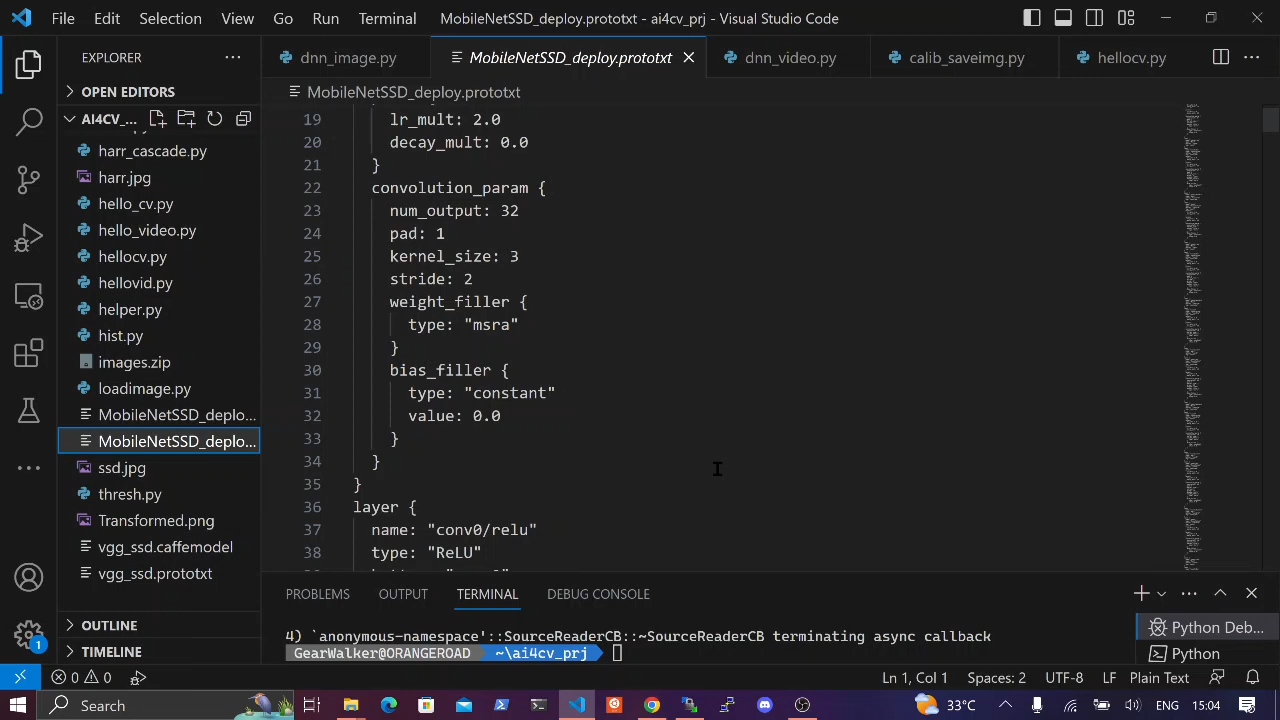 File Edit Selection View Go Run Terminal MobileNetSSD_deploy.prototxt - ai4cv_prj - Visual Studio Code
EXPLORER
dnn_image.py MobileNetSSD_deploy.prototxt dnn_video.py calib_saveimg.py hellocv.py
OPEN EDITORS
MobileNetSSD_deploy.prototxt
AI4CV_...
harr_cascade.py
harr.jpg
hello_cv.py
hello_video.py
hellocv.py
hellovid.py
helper.py
hist.py
images.zip
loadimage.py
MobileNetSSD_deplo...
MobileNetSSD_deplo...
ssd.jpg
thresh.py
Transformed.png
vgg_ssd.caffemodel
vgg_ssd.prototxt
OUTLINE
TIMELINE
19 lr_mult: 2.0
20 decay_mult: 0.0
21 }
22 convolution_param {
23 num_output: 32
24 pad: 1
25 kernel_size: 3
26 stride: 2
27 weight_filler {
28 type: "msra"
29 }
30 bias_filler {
31 type: "constant"
32 value: 0.0
33 }
34 }
35 }
36 layer {
37 name: "conv0/relu"
38 type: "ReLU"
PROBLEMS OUTPUT TERMINAL DEBUG CONSOLE
4) `anonymous-namespace'::SourceReaderCB::~SourceReaderCB terminating async callback
GearWalker@ORANGEROAD ~\ai4cv_prj
Python Deb...
Python
1
0 0 Ln 1, Col 1 Spaces: 2 UTF-8 LF Plain Text
Search 33°C ENG 15:04